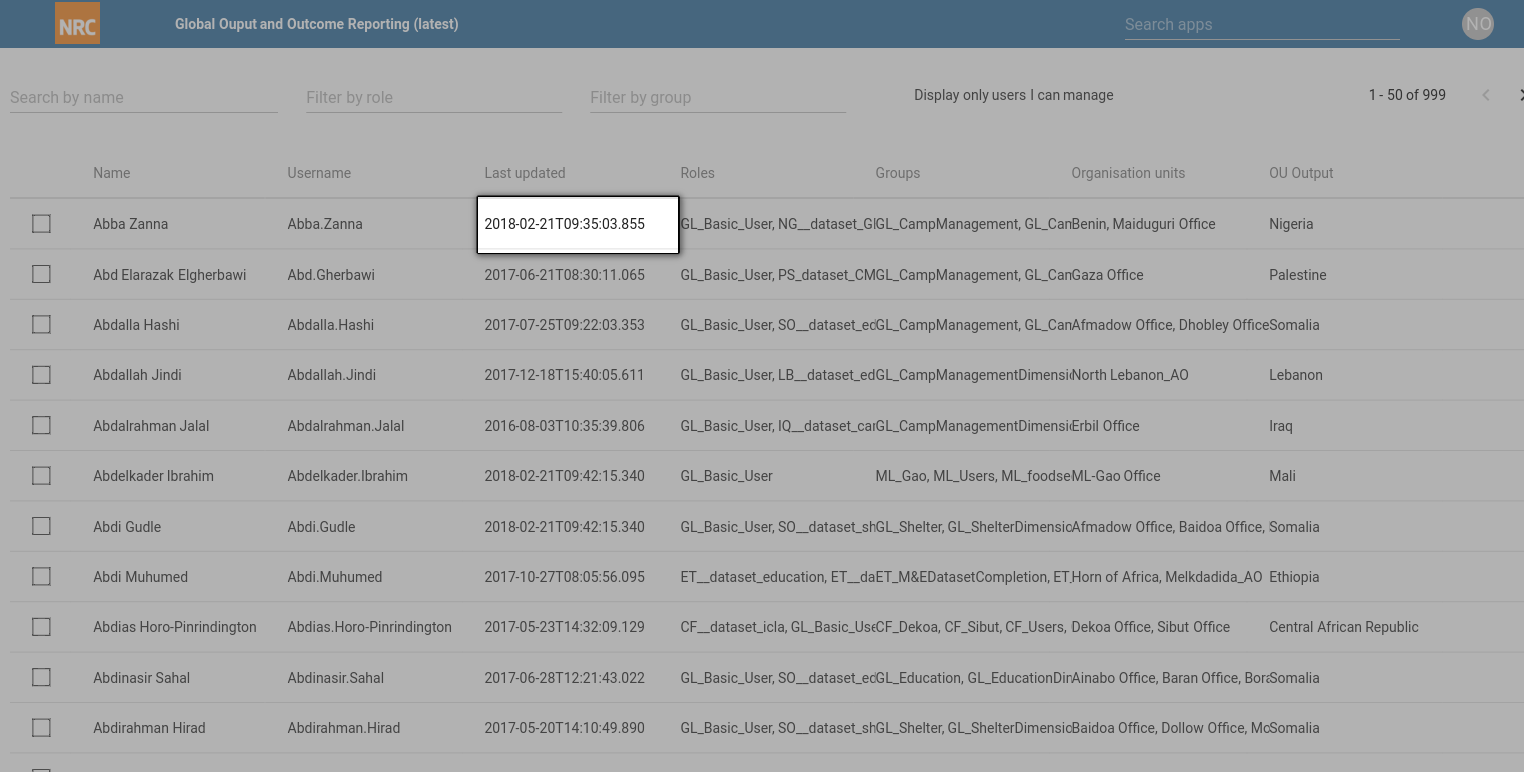 NRC Global Ouput and Outcome Reporting (latest) Search apps NO
Search by name Filter by role Filter by group Display only users I can manage 1 - 50 of 999
Name Username Last updated Roles Groups Organisation units OU Output
Abba Zanna Abba.Zanna 2018-02-21T09:35:03.855 GL_Basic_User, NG__dataset_Gl GL_CampManagement, GL_Cam Benin, Maiduguri Office Nigeria
Abd Elarazak Elgherbawi Abd.Gherbawi 2017-06-21T08:30:11.065 GL_Basic_User, PS_dataset_CM GL_CampManagement, GL_Cam Gaza Office Palestine
Abdalla Hashi Abdalla.Hashi 2017-07-25T09:22:03.353 GL_Basic_User, SO__dataset_ed GL_CampManagement, GL_Cam Afmadow Office, Dhobley Office Somalia
Abdallah Jindi Abdallah.Jindi 2017-12-18T15:40:05.611 GL_Basic_User, LB__dataset_ed GL_CampManagementDimensio North Lebanon_AO Lebanon
Abdalrahman Jalal Abdalrahman.Jalal 2016-08-03T10:35:39.806 GL_Basic_User, IQ__dataset_cam GL_CampManagementDimensio Erbil Office Iraq
Abdelkader Ibrahim Abdelkader.Ibrahim 2018-02-21T09:42:15.340 GL_Basic_User ML_Gao, ML_Users, ML_foodse ML-Gao Office Mali
Abdi Gudle Abdi.Gudle 2018-02-21T09:42:15.340 GL_Basic_User, SO__dataset_sh GL_Shelter, GL_ShelterDimensio Afmadow Office, Baidoa Office, Somalia
Abdi Muhumed Abdi.Muhumed 2017-10-27T08:05:56.095 ET__dataset_education, ET__da ET_M&EDatasetCompletion, ET_ Horn of Africa, Melkdadida_AO Ethiopia
Abdias Horo-Pinrindington Abdias.Horo-Pinrindington 2017-05-23T14:32:09.129 CF__dataset_icla, GL_Basic_Use CF_Dekoa, CF_Sibut, CF_Users, Dekoa Office, Sibut Office Central African Republic
Abdinasir Sahal Abdinasir.Sahal 2017-06-28T12:21:43.022 GL_Basic_User, SO__dataset_ed GL_Education, GL_EducationDim Ainabo Office, Baran Office, Bora Somalia
Abdirahman Hirad Abdirahman.Hirad 2017-05-20T14:10:49.890 GL_Basic_User, SO__dataset_sh GL_Shelter, GL_ShelterDimensio Baidoa Office, Dollow Office, Mo Somalia